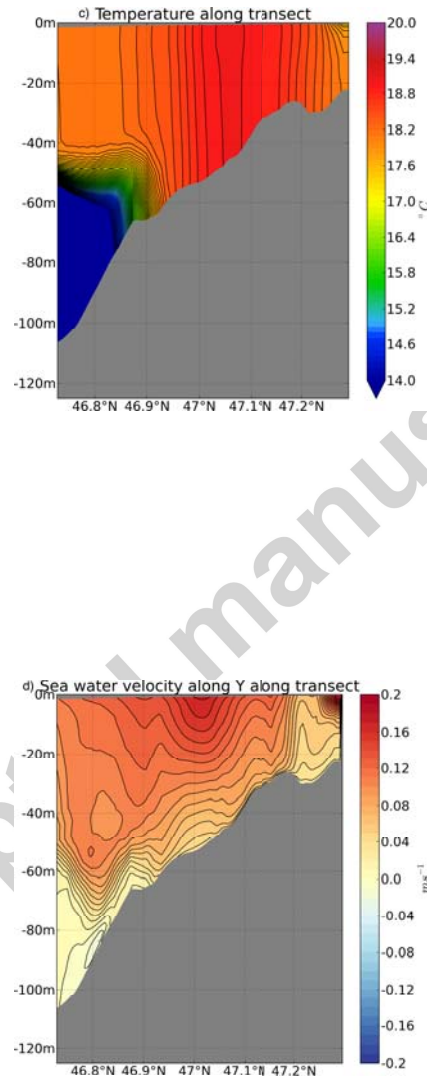 c) Temperature along transect
0m
-20m
-40m
-60m
-80m
-100m
-120m
46.8°N 46.9°N 47°N 47.1°N 47.2°N
20.0
19.4
18.8
18.2
17.6
17.0
16.4
15.8
15.2
14.6
14.0
°C
manus
d) Sea water velocity along Y along transect
0m
-20m
-40m
-60m
-80m
-100m
-120m
46.8°N 46.9°N 47°N 47.1°N 47.2°N
0.2
0.16
0.12
0.08
0.04
0.0
-0.04
-0.08
-0.12
-0.16
-0.2
ms⁻¹